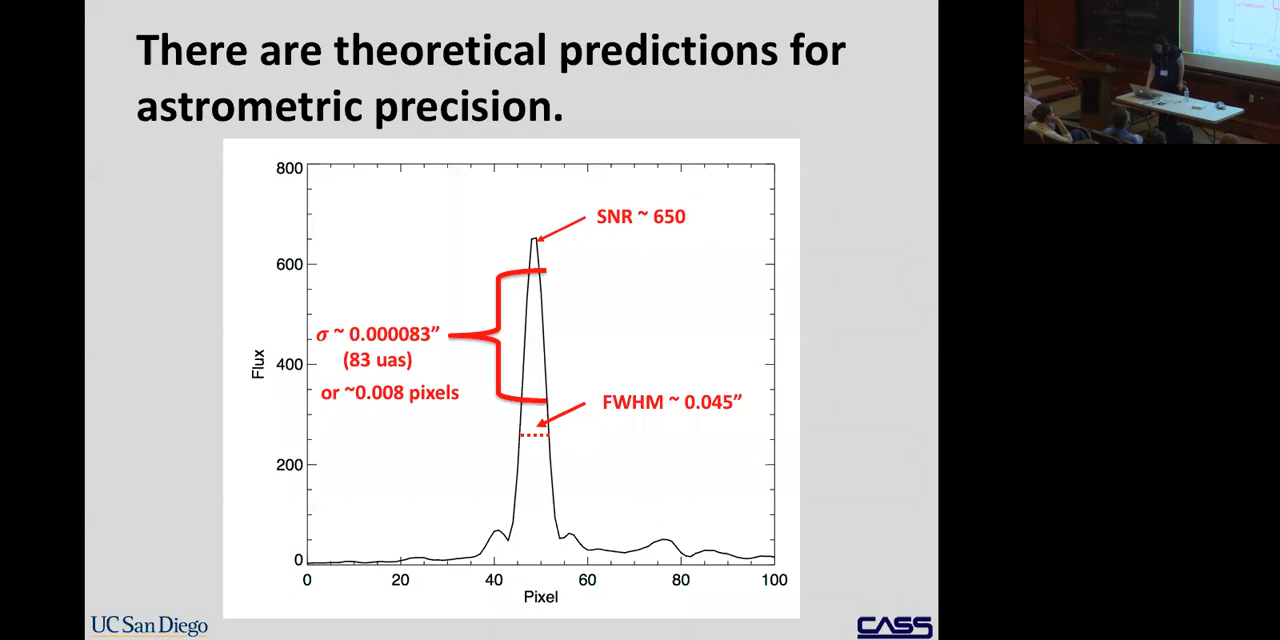 There are theoretical predictions for
astrometric precision.
800
600
400
200
0
Flux
SNR ~ 650
σ ~ 0.000083”
(83 uas)
or ~0.008 pixels
FWHM ~ 0.045”
0
20
40
60
80
100
Pixel
UC San Diego
CASS